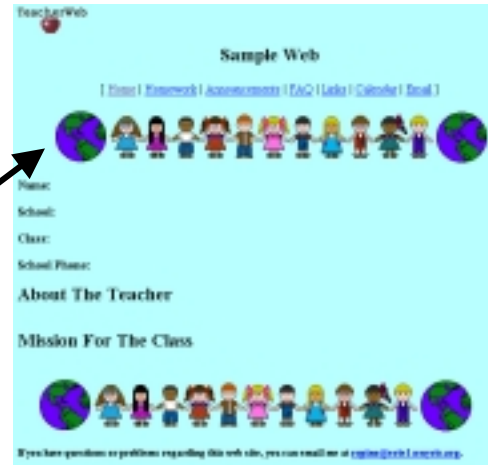 TeacherWeb
Sample Web
[ Home | Homework | Announcements | FAQ | Links | Calendar | Email ]
Name:
School:
Class:
School Phone:
About The Teacher
Mission For The Class
If you have questions or problems regarding this web site, you can email me at